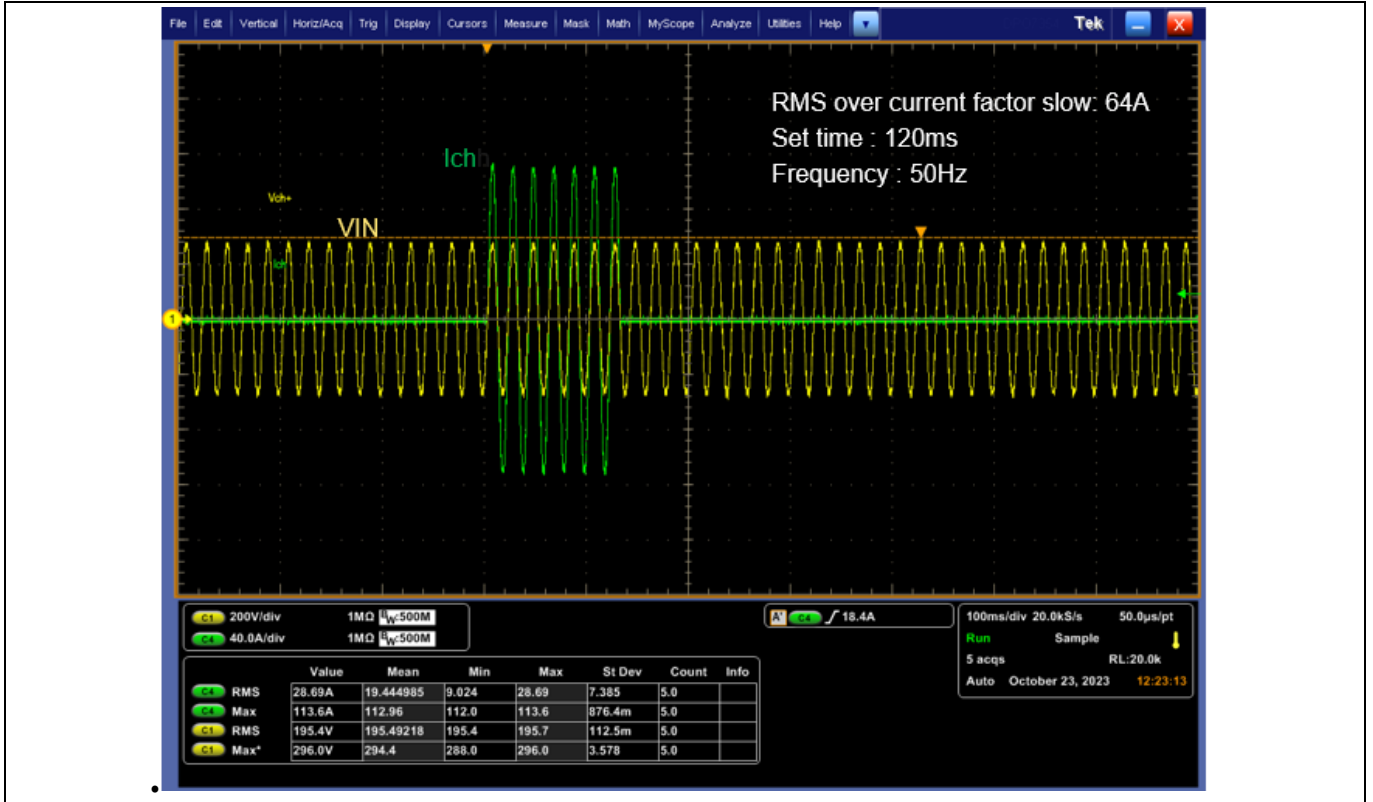 File Edit Vertical Horiz/Acq Trig Display Cursors Measure Mask Math MyScope Analyze Utilities Help Tek X
RMS over current factor slow: 64A
Set time : 120ms
Frequency : 50Hz
Ichb
Vch+
VIN
Ich
1
C1 200V/div 1MΩ BW:500M
C4 40.0A/div 1MΩ BW:500M
A' C4 18.4A
100ms/div 20.0kS/s 50.0µs/pt
Run Sample
5 acqs RL:20.0k
Auto October 23, 2023 12:23:13
Value Mean Min Max St Dev Count Info
C4 RMS 28.69A 19.444985 9.024 28.69 7.385 5.0
C4 Max 113.6A 112.96 112.0 113.6 876.4m 5.0
C1 RMS 195.4V 195.49218 195.4 195.7 112.5m 5.0
C1 Max* 296.0V 294.4 288.0 296.0 3.578 5.0